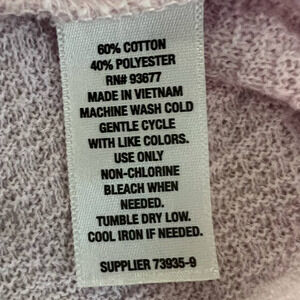 60% COTTON
40% POLYESTER
RN# 93677
MADE IN VIETNAM
MACHINE WASH COLD
GENTLE CYCLE
WITH LIKE COLORS.
USE ONLY
NON-CHLORINE
BLEACH WHEN
NEEDED.
TUMBLE DRY LOW.
COOL IRON IF NEEDED.
SUPPLIER 73935-9